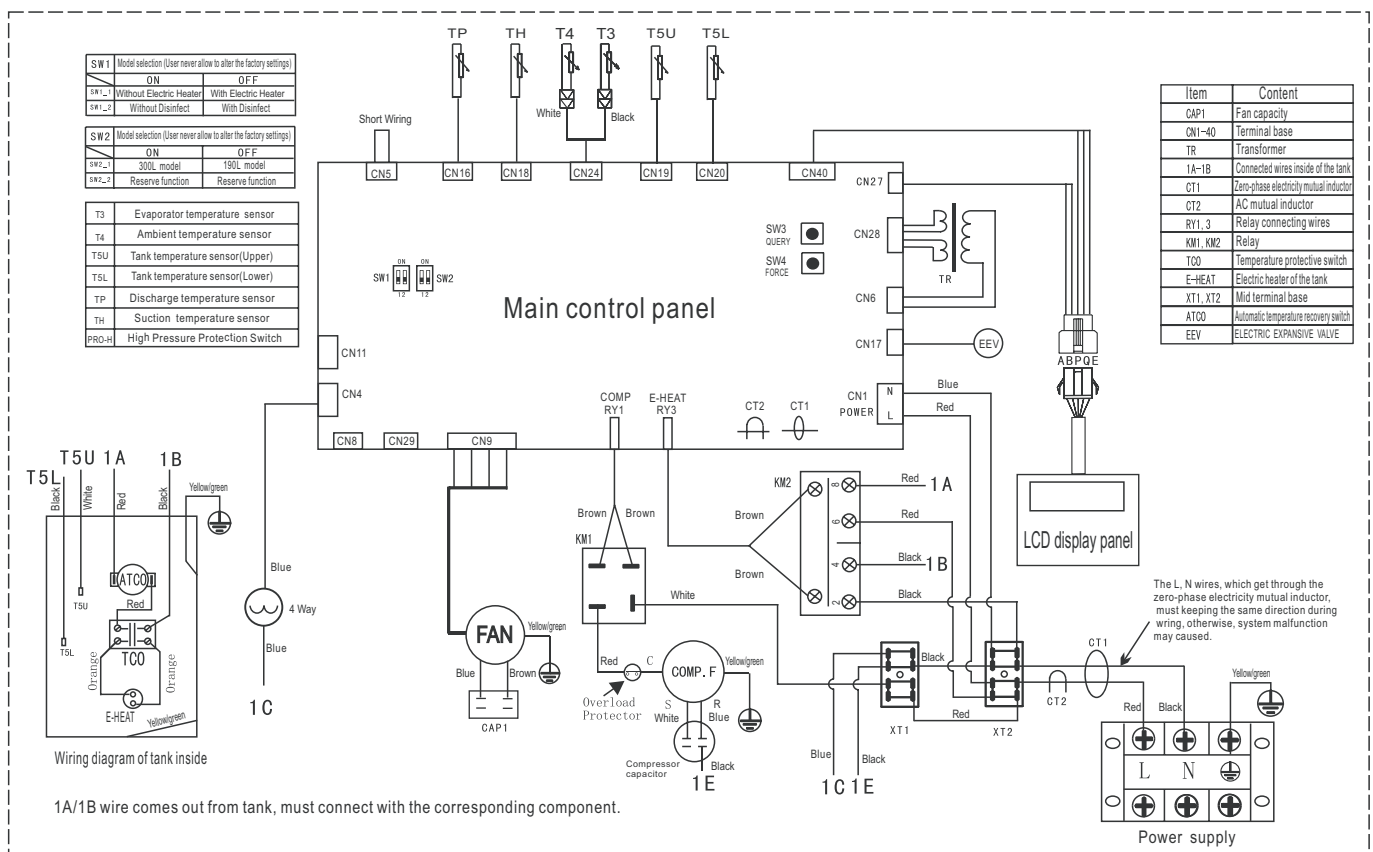 TP TH T4 T3 T5U T5L
White Black
Short Wiring
SW1 Model selection (User never allow to alter the factory settings)
ON OFF
SW1_1 Without Electric Heater With Electric Heater
SW1_2 Without Disinfect With Disinfect
SW2 Model selection (User never allow to alter the factory settings)
ON OFF
SW2_1 300L model 190L model
SW2_2 Reserve function Reserve function
T3 Evaporator temperature sensor
T4 Ambient temperature sensor
T5U Tank temperature sensor(Upper)
T5L Tank temperature sensor(Lower)
TP Discharge temperature sensor
TH Suction temperature sensor
PRO-H High Pressure Protection Switch
Item Content
CAP1 Fan capacity
CN1-40 Terminal base
TR Transformer
1A-1B Connected wires inside of the tank
CT1 Zero-phase electricity mutual inductor
CT2 AC mutual inductor
RY1, 3 Relay connecting wires
KM1, KM2 Relay
TCO Temperature protective switch
E-HEAT Electric heater of the tank
XT1, XT2 Mid terminal base
ATCO Automatic temperature recovery switch
EEV ELECTRIC EXPANSIVE VALVE
CN5 CN16 CN18 CN24 CN19 CN20 CN40
CN27
CN28
TR
CN6
CN17 EEV
SW3
QUERY
SW4
FORCE
ON ON
SW1 SW2
12 12
Main control panel
CN11
CN4
CN8 CN29 CN9
COMP
RY1
E-HEAT
RY3
CT2 CT1
CN1
POWER
N
L
Blue
Red
ABPQE
LCD display panel
T5L T5U 1A 1B
Black White Red Black Yellow/green
ATCO
Red
T5U
T5L
TCO
Orange Orange
E-HEAT
Yellow/green
Wiring diagram of tank inside
Blue
4 Way
Blue
1C
FAN
Yellow/green
Blue Brown
CAP1
Brown Brown
KM1
White
Red C
Overload
Protector
COMP.F
Yellow/green
S R
White Blue
Compressor
capacitor
Black
1E
Brown
Brown
KM2
8 Red 1A
6 Red
4 Black 1B
2 Black
Black
Red
XT1 XT2
Blue Black
1C 1E
CT2
CT1
The L, N wires, which get through the
zero-phase electricity mutual inductor,
must keeping the same direction during
wiring, otherwise, system malfunction
may caused.
Red Black Yellow/green
L N
Power supply
1A/1B wire comes out from tank, must connect with the corresponding component.